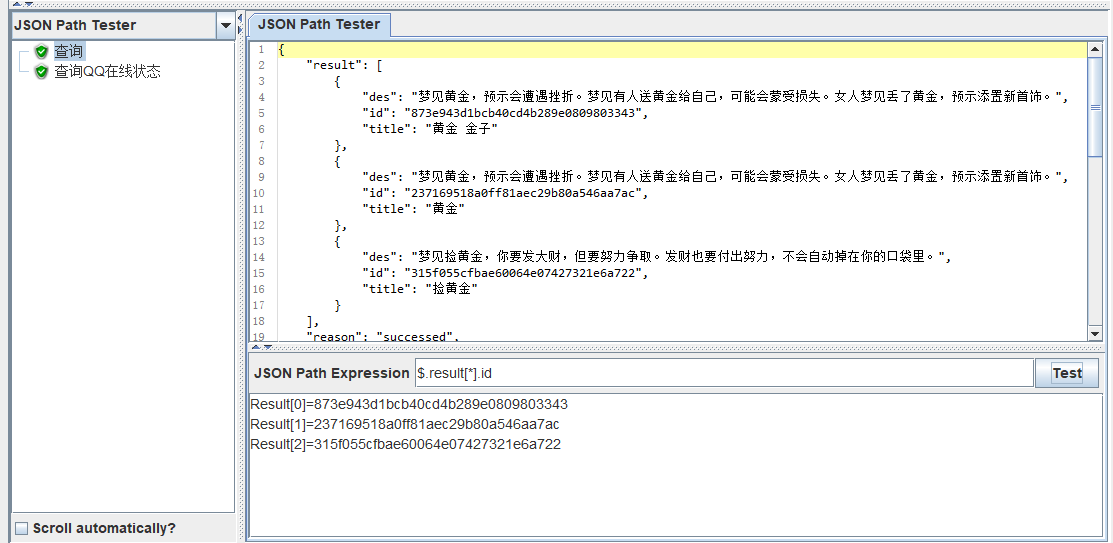 JSON Path Tester
查询
查询QQ在线状态
Scroll automatically?
JSON Path Tester
1 {
2 "result": [
3 {
4 "des": "梦见黄金，预示会遭遇挫折。梦见有人送黄金给自己，可能会蒙受损失。女人梦见丢了黄金，预示添置新首饰。",
5 "id": "873e943d1bcb40cd4b289e0809803343",
6 "title": "黄金 金子"
7 },
8 {
9 "des": "梦见黄金，预示会遭遇挫折。梦见有人送黄金给自己，可能会蒙受损失。女人梦见丢了黄金，预示添置新首饰。",
10 "id": "237169518a0ff81aec29b80a546aa7ac",
11 "title": "黄金"
12 },
13 {
14 "des": "梦见捡黄金，你要发大财，但要努力争取。发财也要付出努力，不会自动掉在你的口袋里。",
15 "id": "315f055cfbae60064e07427321e6a722",
16 "title": "捡黄金"
17 }
18 ],
19 "reason": "successed",
JSON Path Expression $.result[*].id Test
Result[0]=873e943d1bcb40cd4b289e0809803343
Result[1]=237169518a0ff81aec29b80a546aa7ac
Result[2]=315f055cfbae60064e07427321e6a722